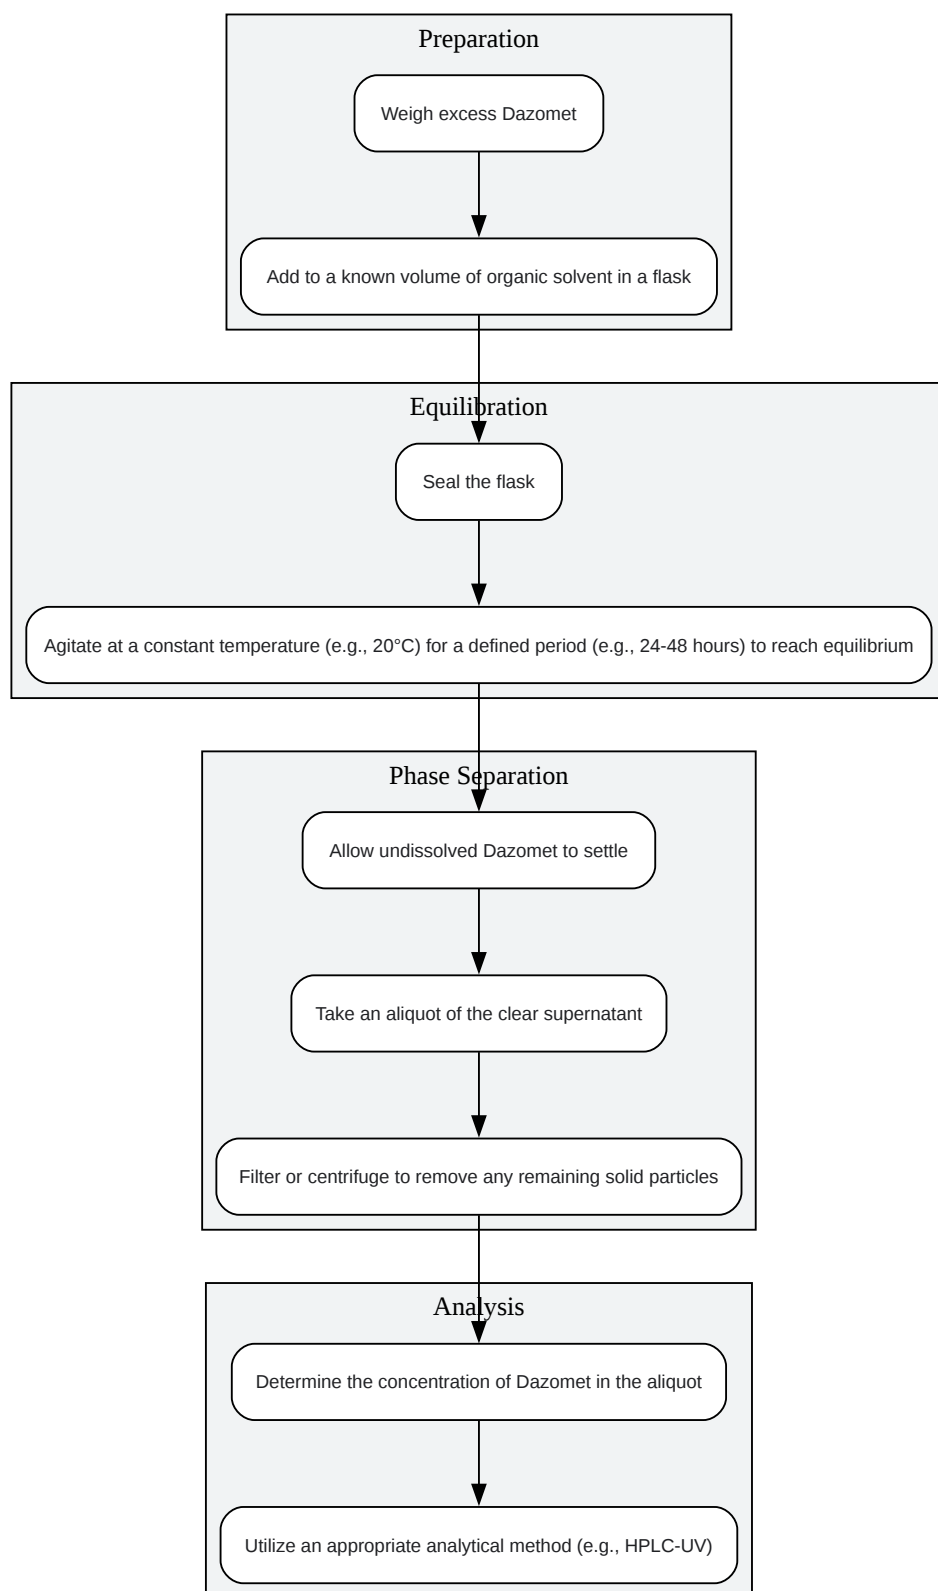 Preparation
Weigh excess Dazomet
Add to a known volume of organic solvent in a flask
Equilibration
Seal the flask
Agitate at a constant temperature (e.g., 20°C) for a defined period (e.g., 24-48 hours) to reach equilibrium
Phase Separation
Allow undissolved Dazomet to settle
Take an aliquot of the clear supernatant
Filter or centrifuge to remove any remaining solid particles
Analysis
Determine the concentration of Dazomet in the aliquot
Utilize an appropriate analytical method (e.g., HPLC-UV)